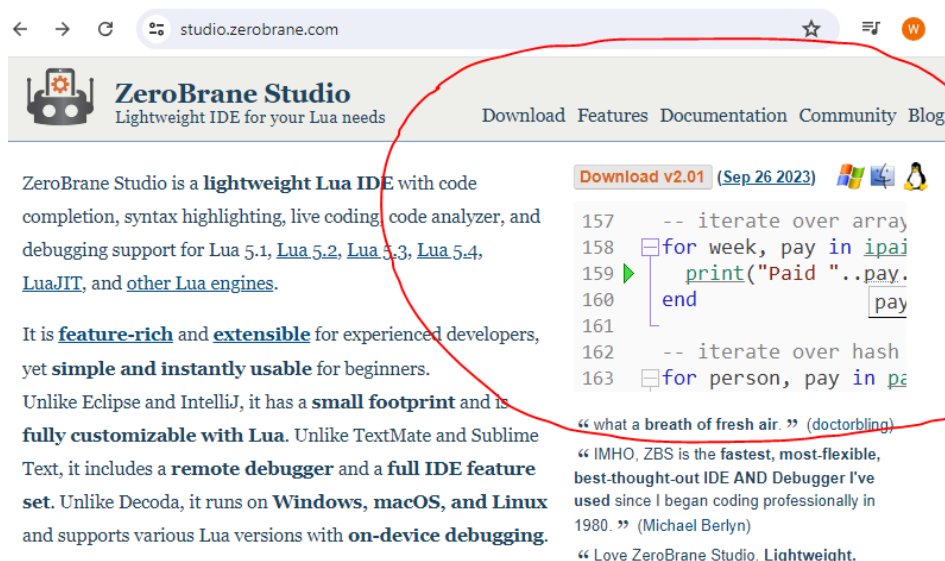 studio.zerobrane.com
W
ZeroBrane Studio
Lightweight IDE for your Lua needs
Download Features Documentation Community Blog
ZeroBrane Studio is a lightweight Lua IDE with code
completion, syntax highlighting, live coding, code analyzer, and
debugging support for Lua 5.1, Lua 5.2, Lua 5.3, Lua 5.4,
LuaJIT, and other Lua engines.
It is feature-rich and extensible for experienced developers,
yet simple and instantly usable for beginners.
Unlike Eclipse and IntelliJ, it has a small footprint and is
fully customizable with Lua. Unlike TextMate and Sublime
Text, it includes a remote debugger and a full IDE feature
set. Unlike Decoda, it runs on Windows, macOS, and Linux
and supports various Lua versions with on-device debugging.
Download v2.01 (Sep 26 2023)
157 -- iterate over array
158 for week, pay in ipai
159 print("Paid "..pay.
160 end pay
161
162 -- iterate over hash
163 for person, pay in pa
“ what a breath of fresh air. ” (doctorbling)
“ IMHO, ZBS is the fastest, most-flexible,
best-thought-out IDE AND Debugger I've
used since I began coding professionally in
1980. ” (Michael Berlyn)
“ Love ZeroBrane Studio. Lightweight.